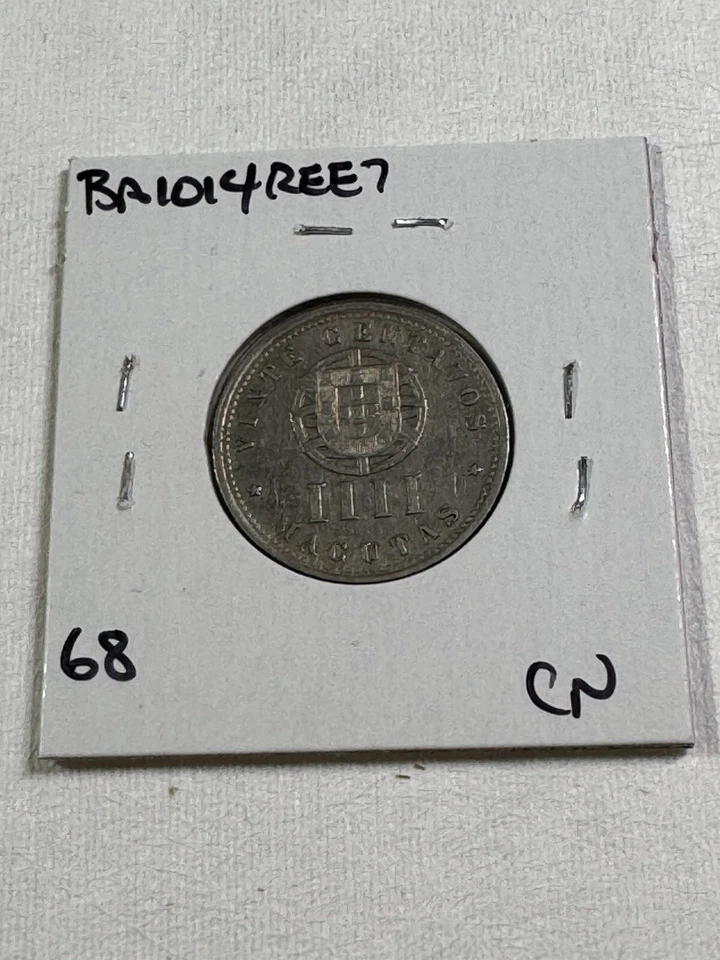 BA1014REE7
VINTE CENTAVOS
IIII
MACUTAS
68
CN